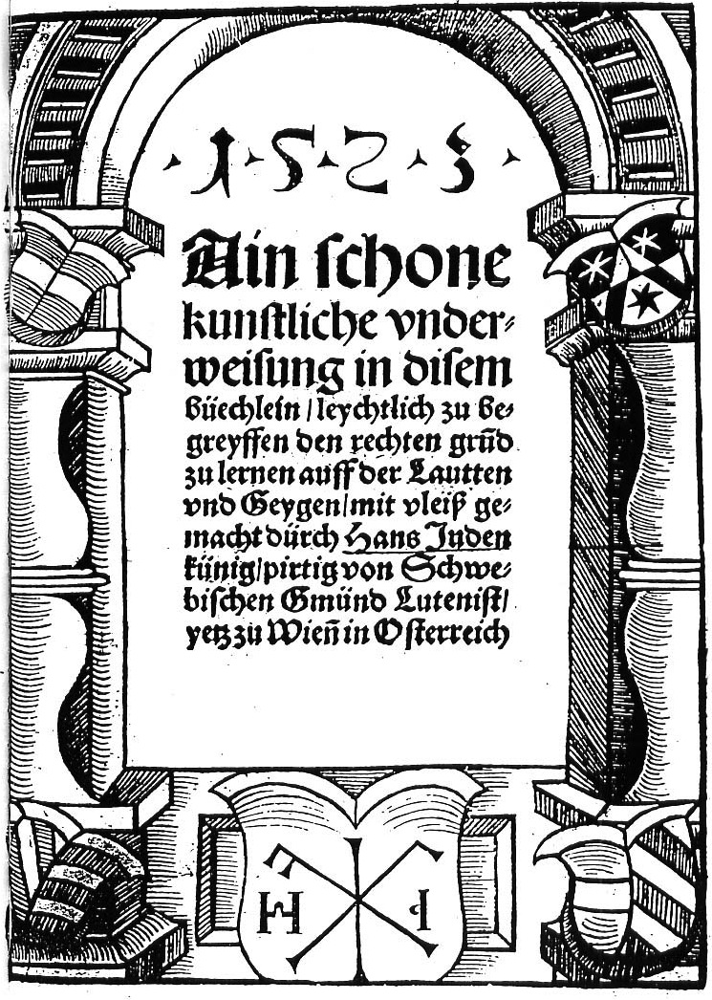 ·1·5·2·3·
Ain schone
kunstliche vnder⸗
weisung in disem
büechlein / leychtlich zu be⸗
greyffen den rechten grūd
zu lernen auff der Lautten
vnd Geygen / mit vleiß ge⸗
macht dürch Hans Juden
künig / pirtig von Schwe⸗
bischen Gmünd Lutenist /
yetz zu Wien̄ in Osterreich
H I